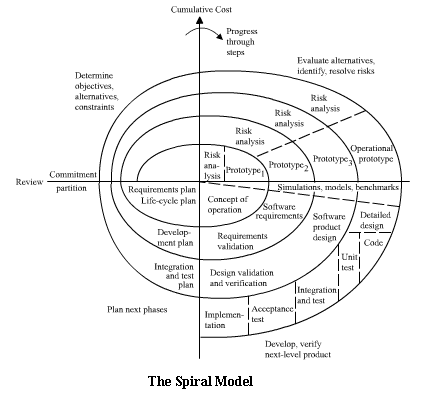 Cumulative Cost
Progress
through
steps
Evaluate alternatives,
identify, resolve risks
Determine
objectives,
alternatives,
constraints
Risk
analysis
Risk
analysis
Risk
analysis
Risk
ana-
lysis
Prototype1
Prototype2
Prototype3
Operational
prototype
Review
Commitment
partition
Requirements plan
Life-cycle plan
Simulations, models, benchmarks
Concept of
operation
Software
requirements
Software
product
design
Detailed
design
Develop-
ment plan
Requirements
validation
Code
Unit
test
Integration
and test
plan
Design validation
and verification
Integration
and test
Plan next phases
Implemen-
tation
Acceptance
test
Develop, verify
next-level product
The Spiral Model